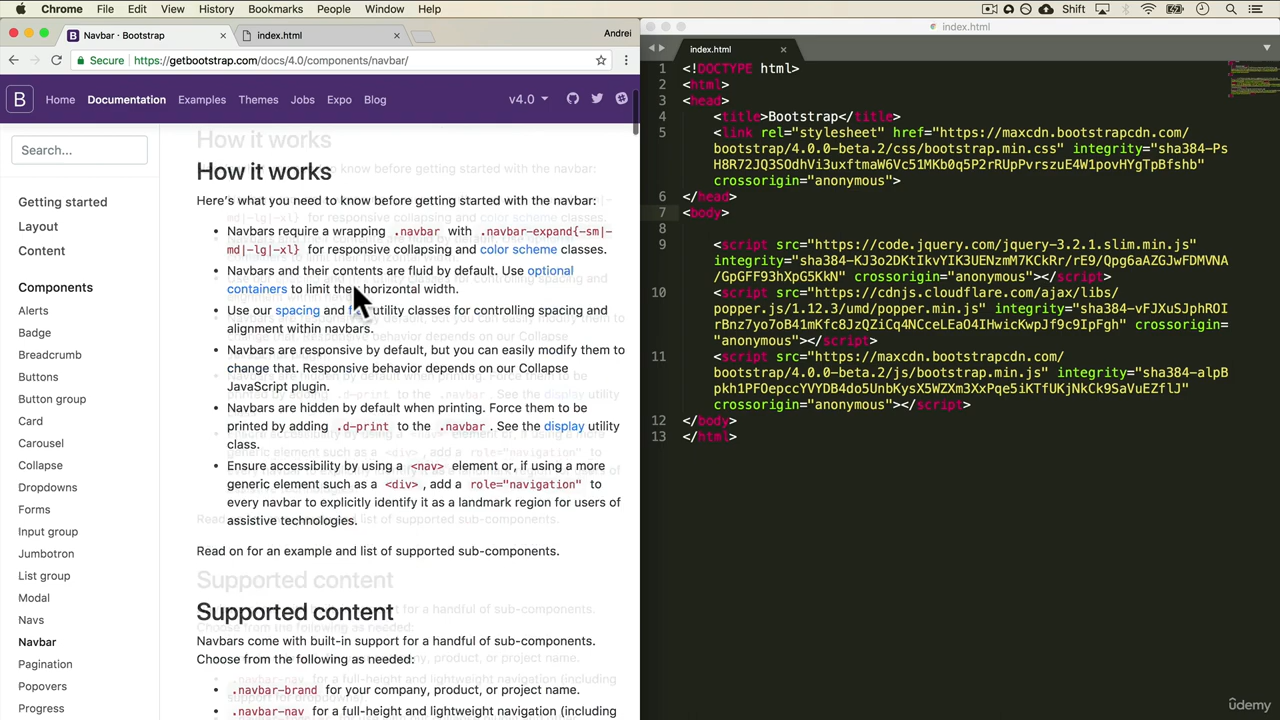 Chrome File Edit View History Bookmarks People Window Help Shift
Navbar · Bootstrap
index.html
Andrei
Secure https://getbootstrap.com/docs/4.0/components/navbar/
B Home Documentation Examples Themes Jobs Expo Blog v4.0
Search...
Getting started
Layout
Content
Components
Alerts
Badge
Breadcrumb
Buttons
Button group
Card
Carousel
Collapse
Dropdowns
Forms
Input group
Jumbotron
List group
Modal
Navs
Navbar
Pagination
Popovers
Progress
How it works
Here's what you need to know before getting started with the navbar:
Navbars require a wrapping .navbar with .navbar-expand{-sm|-
md|-lg|-xl} for responsive collapsing and color scheme classes.
Navbars and their contents are fluid by default. Use optional
containers to limit the horizontal width.
Use our spacing and utility classes for controlling spacing and
alignment within navbars.
Navbars are responsive by default, but you can easily modify them to
change that. Responsive behavior depends on our Collapse
JavaScript plugin.
Navbars are hidden by default when printing. Force them to be
printed by adding .d-print to the .navbar. See the display utility
class.
Ensure accessibility by using a <nav> element or, if using a more
generic element such as a <div>, add a role="navigation" to
every navbar to explicitly identify it as a landmark region for users of
assistive technologies.
Read on for an example and list of supported sub-components.
Supported content
Navbars come with built-in support for a handful of sub-components.
Choose from the following as needed:
.navbar-brand for your company, product, or project name.
.navbar-nav for a full-height and lightweight navigation (including
index.html
index.html
1 <!DOCTYPE html>
2 <html>
3 <head>
4 <title>Bootstrap</title>
5 <link rel="stylesheet" href="https://maxcdn.bootstrapcdn.com/
bootstrap/4.0.0-beta.2/css/bootstrap.min.css" integrity="sha384-Ps
H8R72JQ3SOdhVi3uxftmaW6Vc51MKb0q5P2rRUpPvrszuE4W1povHYgTpBfshb"
crossorigin="anonymous">
6 </head>
7 <body>
8
9 <script src="https://code.jquery.com/jquery-3.2.1.slim.min.js"
integrity="sha384-KJ3o2DKtIkvYIK3UENzmM7KCkRr/rE9/Qpg6aAZGJwFDMVNA
/GpGFF93hXpG5KkN" crossorigin="anonymous"></script>
10 <script src="https://cdnjs.cloudflare.com/ajax/libs/
popper.js/1.12.3/umd/popper.min.js" integrity="sha384-vFJXuSJphROI
rBnz7yo7oB41mKfc8JzQZiCq4NCceLEaO4IHwicKwpJf9c9IpFgh" crossorigin=
"anonymous"></script>
11 <script src="https://maxcdn.bootstrapcdn.com/
bootstrap/4.0.0-beta.2/js/bootstrap.min.js" integrity="sha384-alpB
pkh1PFOepccYVYDB4do5UnbKysX5WZXm3XxPqe5iKTfUKjNkCk9SaVuEZflJ"
crossorigin="anonymous"></script>
12 </body>
13 </html>
ûdemy